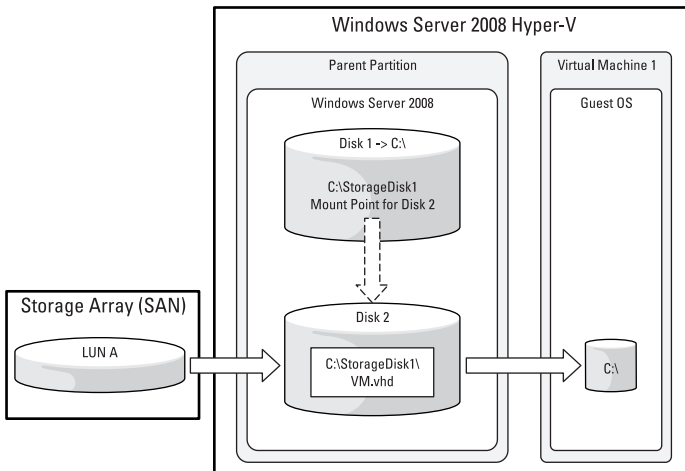 Windows Server 2008 Hyper-V
Parent Partition
Windows Server 2008
Disk 1 -> C:\
C:\StorageDisk1
Mount Point for Disk 2
Disk 2
C:\StorageDisk1\
VM.vhd
Virtual Machine 1
Guest OS
C:\
Storage Array (SAN)
LUN A